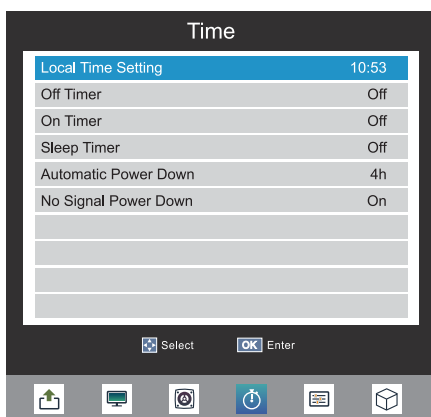 Time
Local Time Setting 10:53
Off Timer Off
On Timer Off
Sleep Timer Off
Automatic Power Down 4h
No Signal Power Down On
Select OK Enter